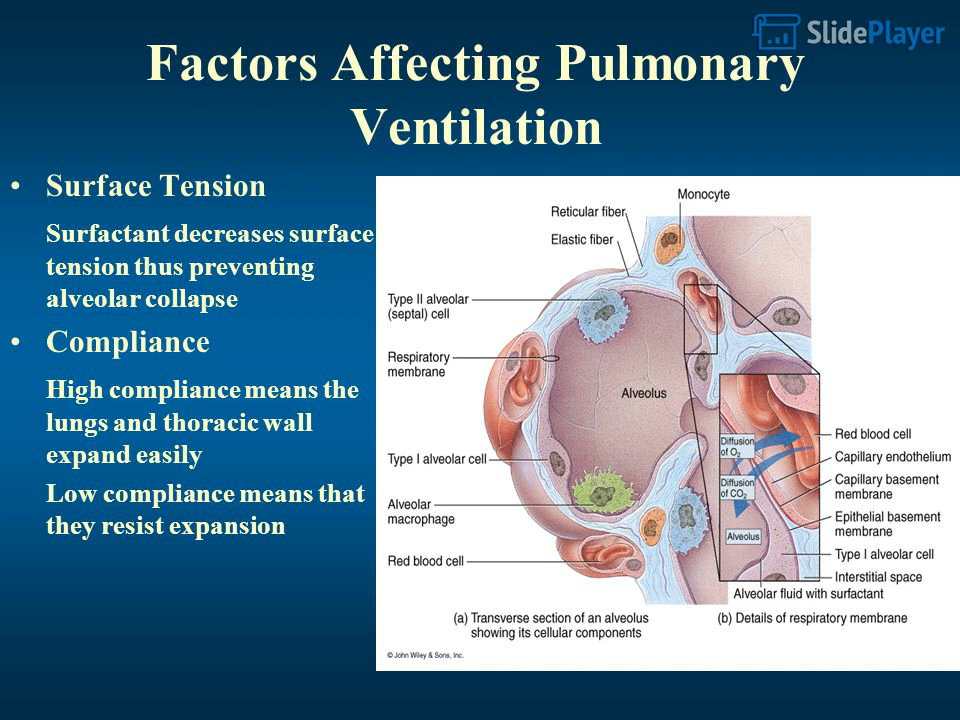 SlidePlayer
Factors Affecting Pulmonary
Ventilation
• Surface Tension
Surfactant decreases surface
tension thus preventing
alveolar collapse
• Compliance
High compliance means the
lungs and thoracic wall
expand easily
Low compliance means that
they resist expansion
Monocyte
Reticular fiber
Elastic fiber
Type II alveolar
(septal) cell
Respiratory
membrane
Alveolus
Type I alveolar cell
Alveolar
macrophage
Red blood cell
Diffusion
of O2
Diffusion
of CO2
Alveolus
Red blood cell
Capillary endothelium
Capillary basement
membrane
Epithelial basement
membrane
Type I alveolar cell
Interstitial space
Alveolar fluid with surfactant
(a) Transverse section of an alveolus
showing its cellular components
(b) Details of respiratory membrane
© John Wiley & Sons, Inc.